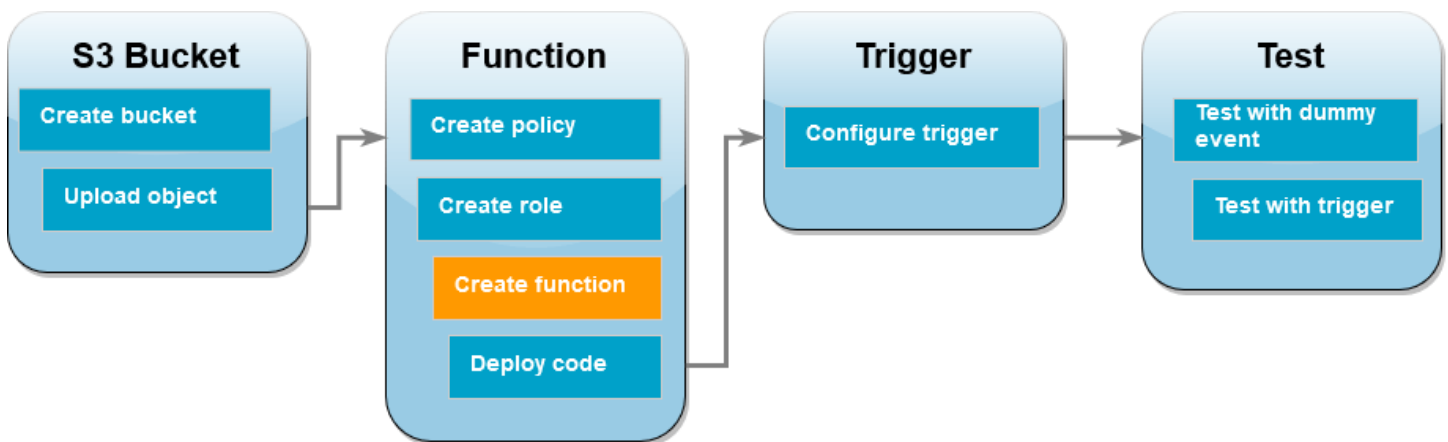 S3 Bucket
Create bucket
Upload object
Function
Create policy
Create role
Create function
Deploy code
Trigger
Configure trigger
Test
Test with dummy
event
Test with trigger